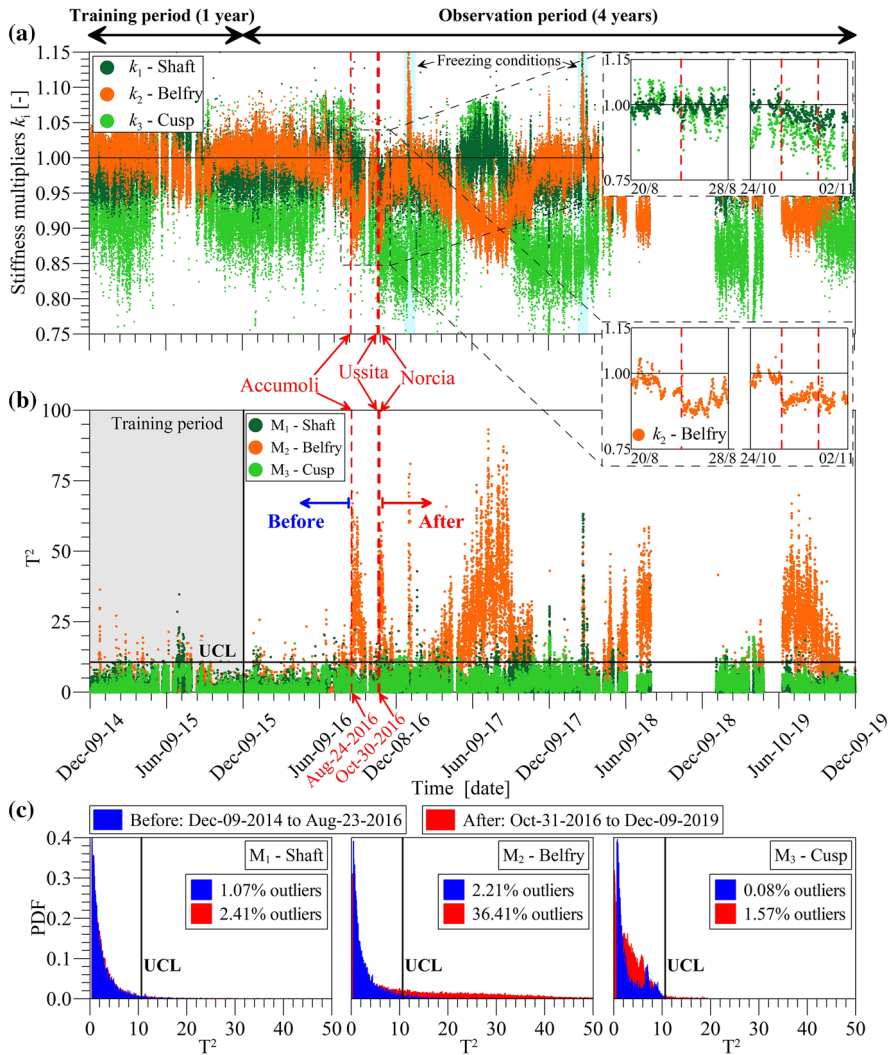 Training period (1 year)
Observation period (4 years)
(a)
Stiffness multipliers kᵢ [-]
1.15
1.10
1.05
1.00
0.95
0.90
0.85
0.80
0.75
k₁ - Shaft
k₂ - Belfry
k₃ - Cusp
Freezing conditions
1.15
1.00
0.75
20/8
28/8
24/10
02/11
1.15
1.00
0.75
k₂ - Belfry
20/8
28/8
24/10
02/11
Accumoli
Ussita
Norcia
(b)
T²
100
75
50
25
0
Training period
M₁ - Shaft
M₂ - Belfry
M₃ - Cusp
Before
After
UCL
Dec-09-14
Jun-09-15
Dec-09-15
Jun-09-16
Aug-24-2016
Oct-30-2016
Dec-08-16
Jun-09-17
Dec-09-17
Jun-09-18
Dec-09-18
Jun-10-19
Dec-09-19
Time [date]
(c)
Before: Dec-09-2014 to Aug-23-2016
After: Oct-31-2016 to Dec-09-2019
PDF
0.4
0.3
0.2
0.1
0.0
M₁ - Shaft
1.07% outliers
2.41% outliers
UCL
0 10 20 30 40 50
T²
M₂ - Belfry
2.21% outliers
36.41% outliers
UCL
0 10 20 30 40 50
T²
M₃ - Cusp
0.08% outliers
1.57% outliers
UCL
0 10 20 30 40 50
T²